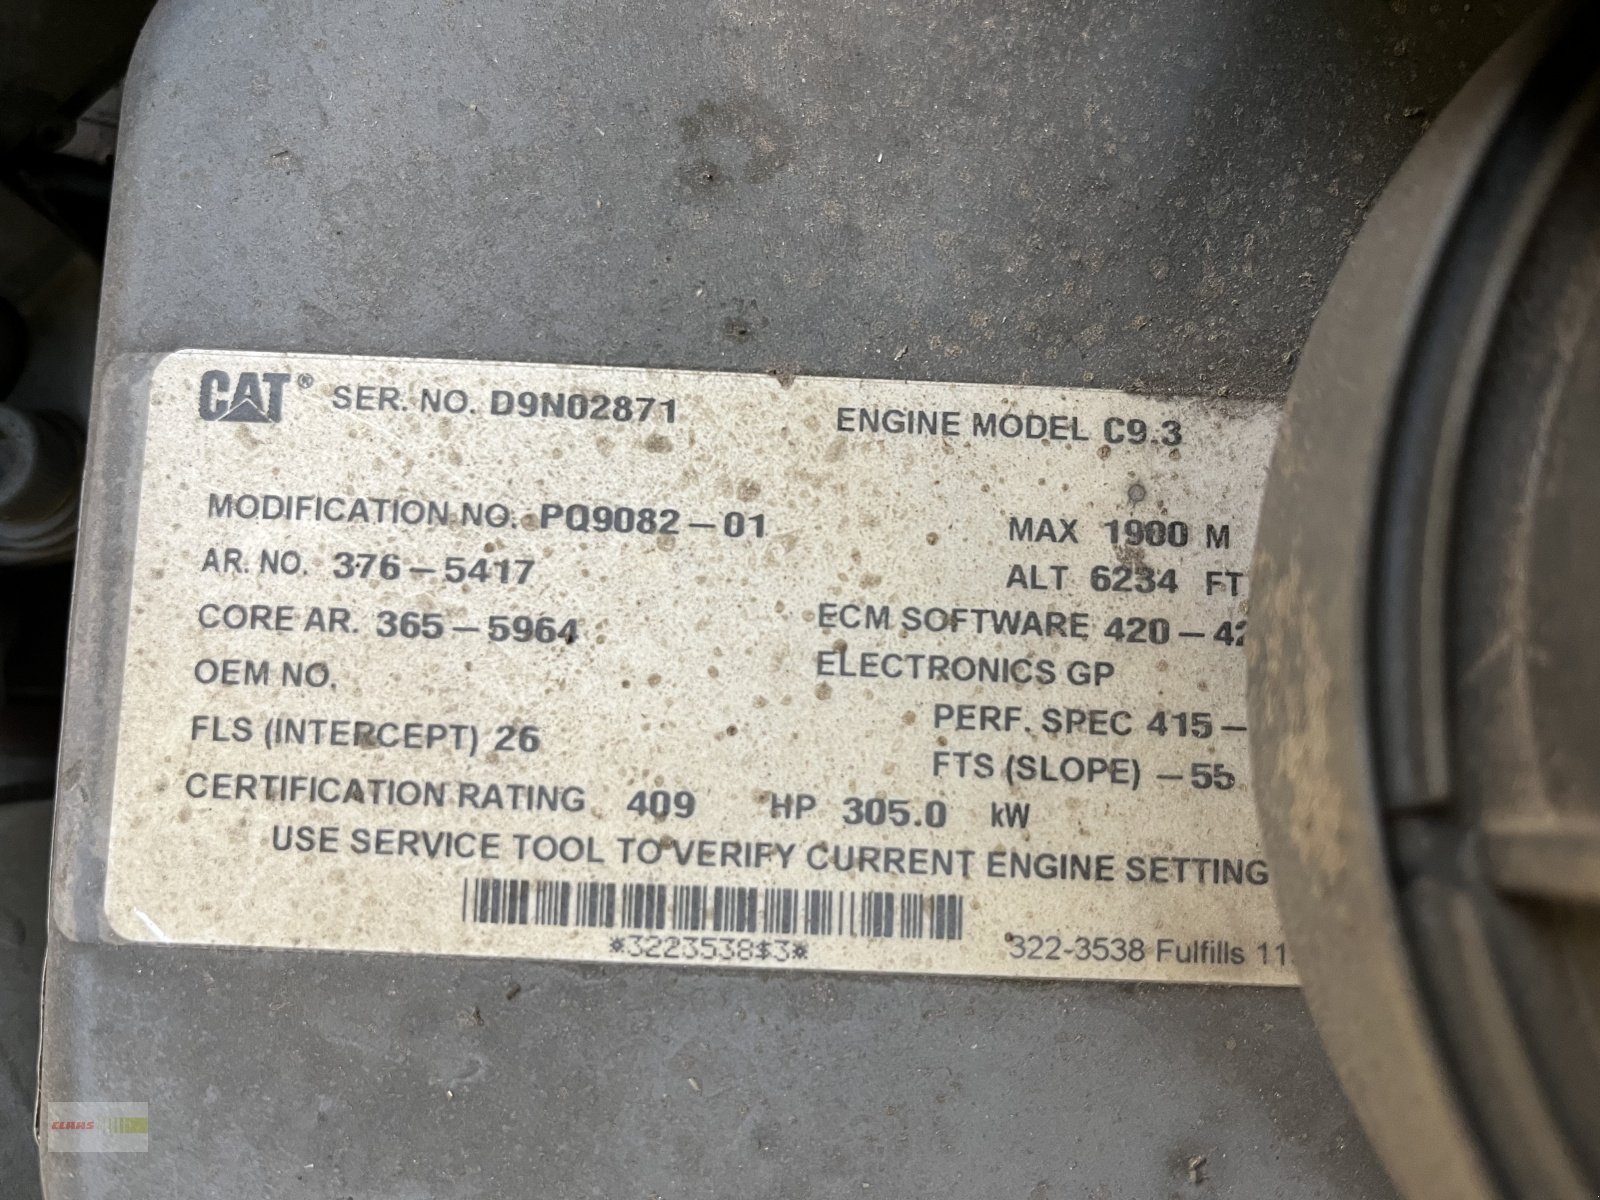 CAT® SER. NO. D9N02871 ENGINE MODEL C9.3
MODIFICATION NO. PQ9082-01 MAX 1900 M
AR. NO. 376-5417 ALT 6234 FT
CORE AR. 365-5964 ECM SOFTWARE 420-42
OEM NO. ELECTRONICS GP
PERF. SPEC 415-
FLS (INTERCEPT) 26 FTS (SLOPE) -55
CERTIFICATION RATING 409 HP 305.0 kW
USE SERVICE TOOL TO VERIFY CURRENT ENGINE SETTING
*3223538$3* 322-3538 Fulfills 11
CLAAS